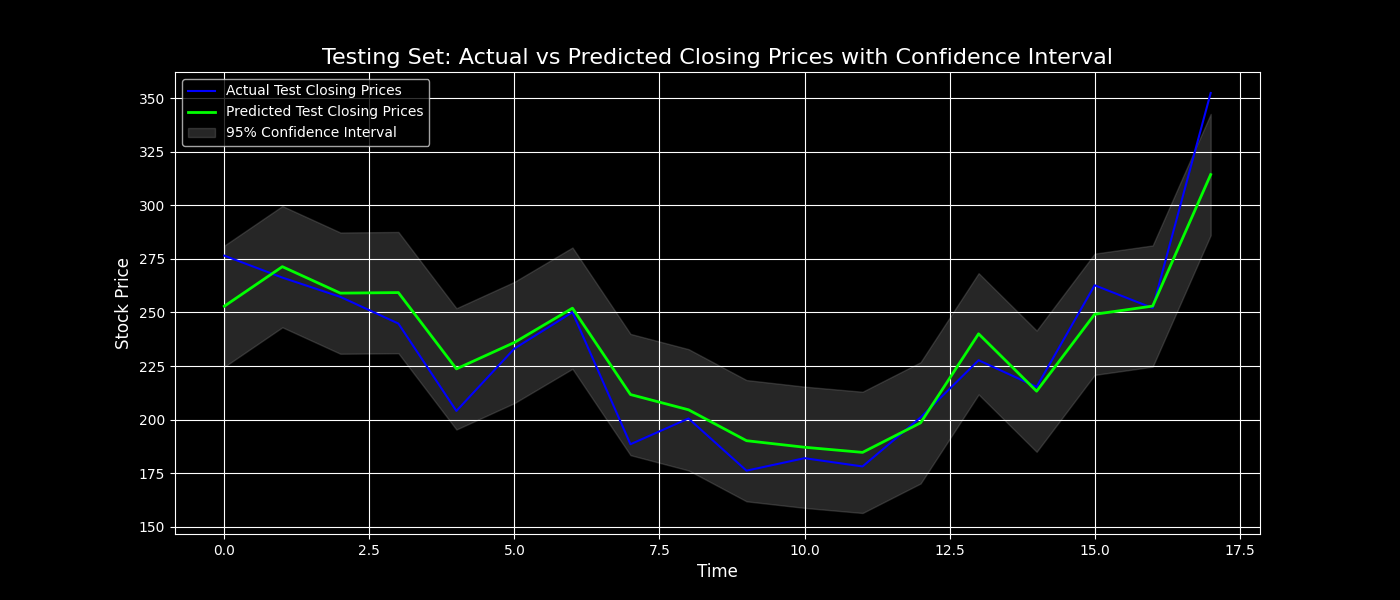 Testing Set: Actual vs Predicted Closing Prices with Confidence Interval
Actual Test Closing Prices
Predicted Test Closing Prices
95% Confidence Interval
Stock Price
350
325
300
275
250
225
200
175
150
0.0 2.5 5.0 7.5 10.0 12.5 15.0 17.5
Time